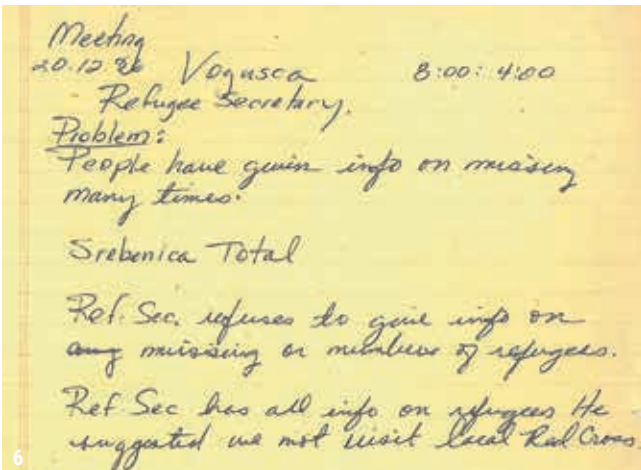 Meeting
20.12.96 Vogusca 8:00: 4:00
Refugee Secretary.
Problem:
People have givin info on missing
many times.
Srebenica Total
Ref. Sec. refuses to give info on
any missing or numbers of refugees.
Ref Sec has all info on refugees He
suggested we not visit local Red Cross
6